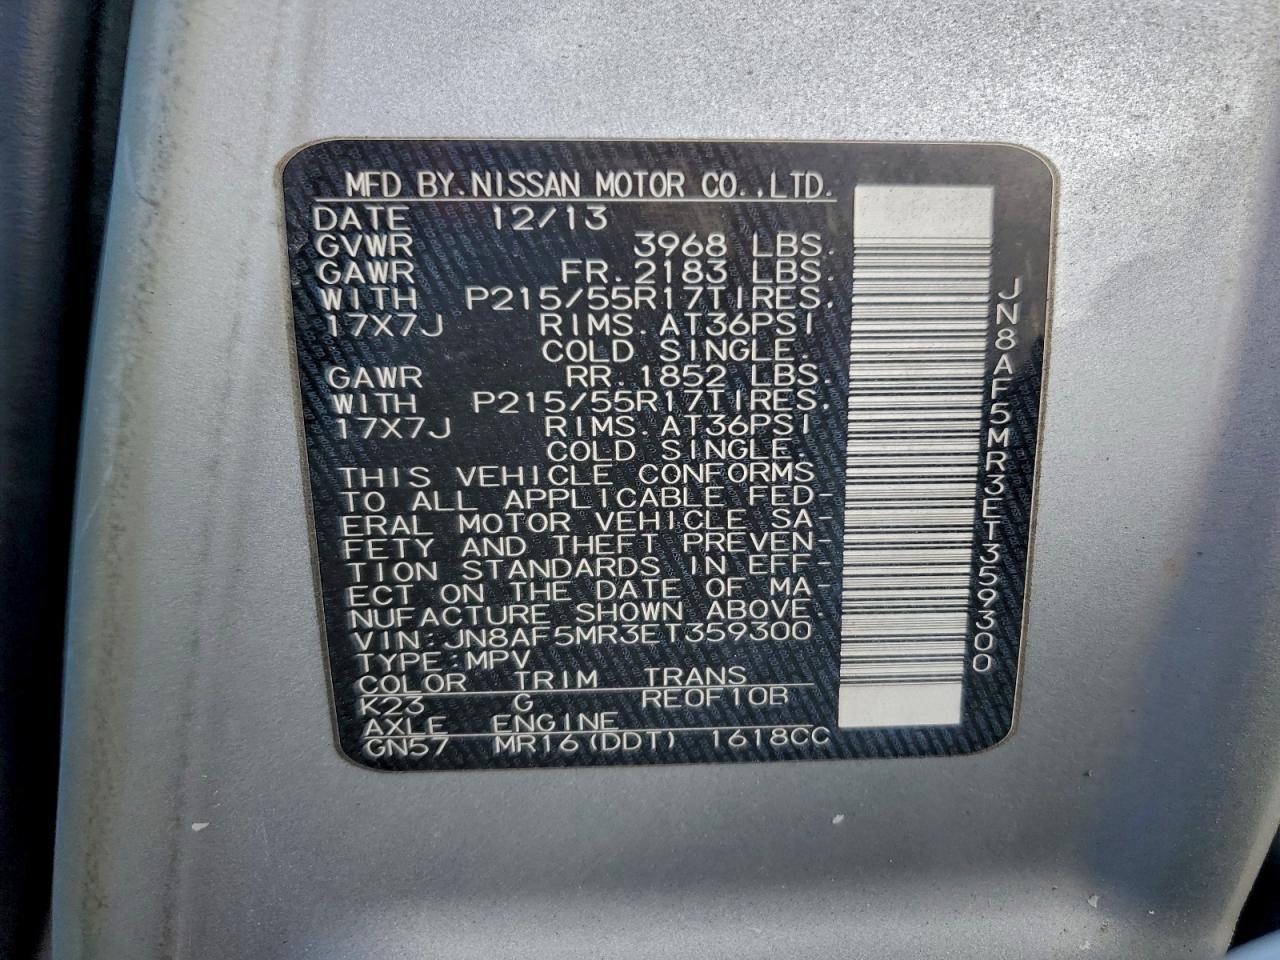 MFD BY. NISSAN MOTOR CO., LTD.
DATE 12/13
GVWR 3968 LBS.
GAWR FR. 2183 LBS.
WITH P215/55R17TIRES.
17X7J RIMS. AT36PSI
COLD SINGLE.
GAWR RR. 1852 LBS.
WITH P215/55R17TIRES.
17X7J RIMS. AT36PSI
COLD SINGLE.
THIS VEHICLE CONFORMS
TO ALL APPLICABLE FED-
ERAL MOTOR VEHICLE SA-
FETY AND THEFT PREVEN-
TION STANDARDS IN EFF-
ECT ON THE DATE OF MA-
NUFACTURE SHOWN ABOVE.
VIN: JN8AF5MR3ET359300
TYPE: MPV
COLOR TRIM TRANS
K23 G RE0F10B
AXLE ENGINE
GN57 MR16(DDT) 1618CC
JN8AF5MR3ET359300